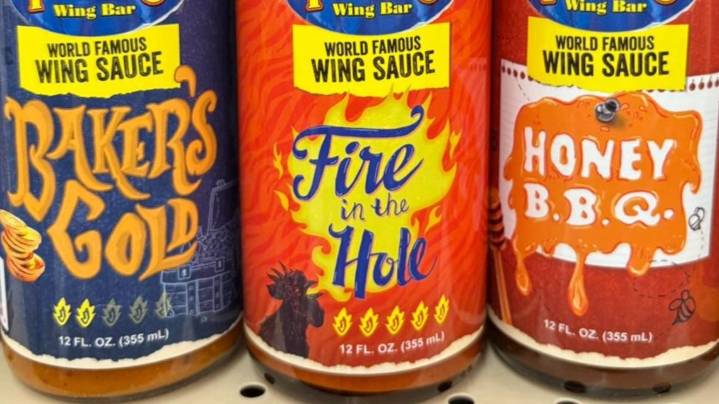 Wing Bar
WORLD FAMOUS
WING SAUCE
BAKER'S
GOLD
12 FL. OZ. (355 mL)
Wing Bar
WORLD FAMOUS
WING SAUCE
Fire
in the
Hole
12 FL. OZ. (355 mL)
Wing Bar
WORLD FAMOUS
WING SAUCE
HONEY
B.B.Q.
12 FL. OZ. (355 mL)